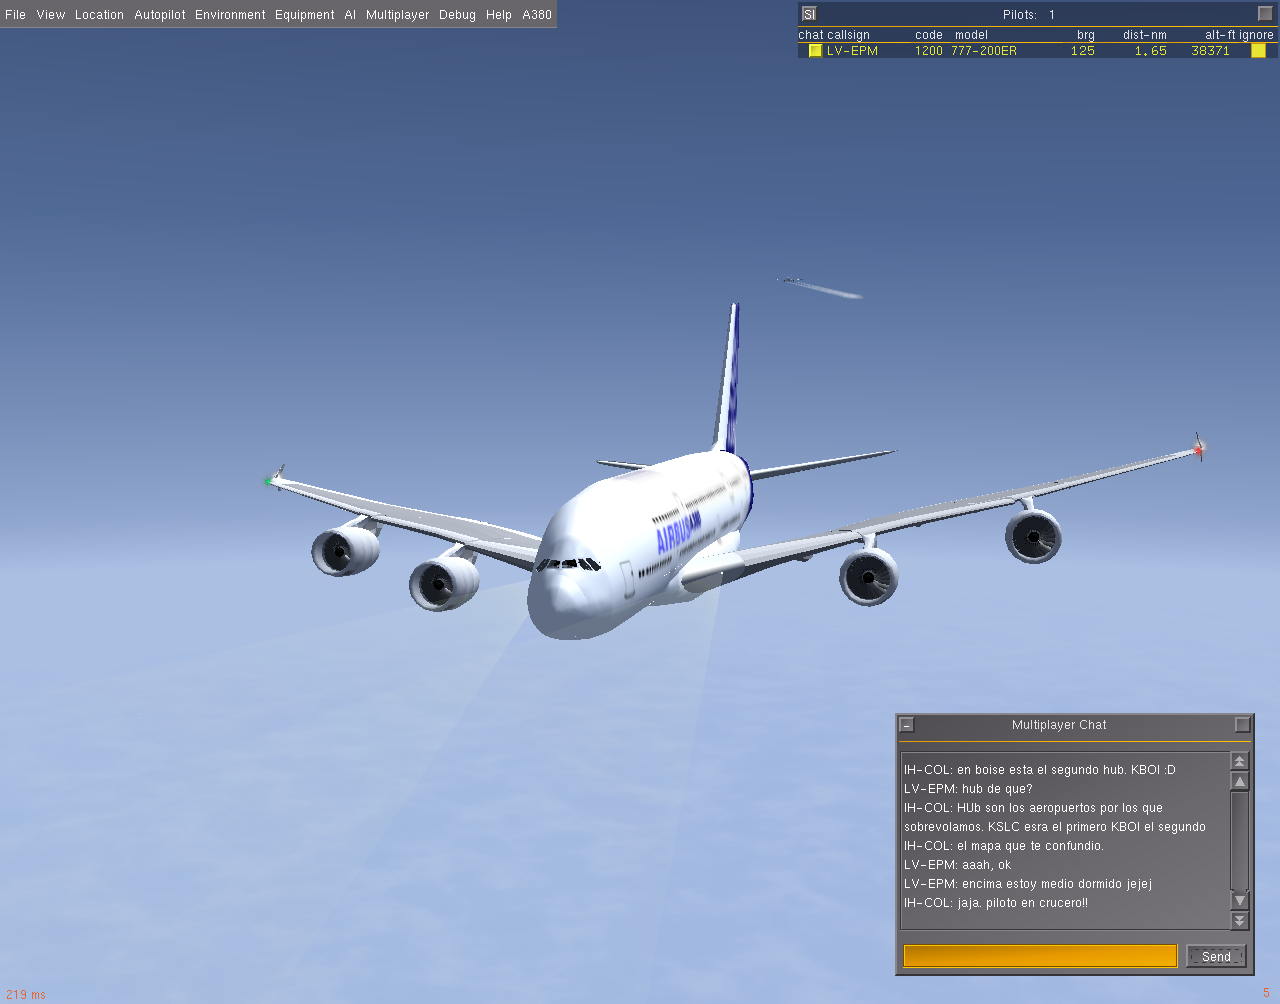 File View Location Autopilot Environment Equipment AI Multiplayer Debug Help A380
SI Pilots: 1
chat callsign code model brg dist-nm alt-ft ignore
LV-EPM 1200 777-200ER 125 1.65 38371
AIRBUS A380
Multiplayer Chat
IH-COL: en boise esta el segundo hub. KBOI :D
LV-EPM: hub de que?
IH-COL: HUb son los aeropuertos por los que
sobrevolamos. KSLC esra el primero KBOI el segundo
IH-COL: el mapa que te confundio.
LV-EPM: aaah, ok
LV-EPM: encima estoy medio dormido jejej
IH-COL: jaja. piloto en crucero!!
Send
219 ms
5